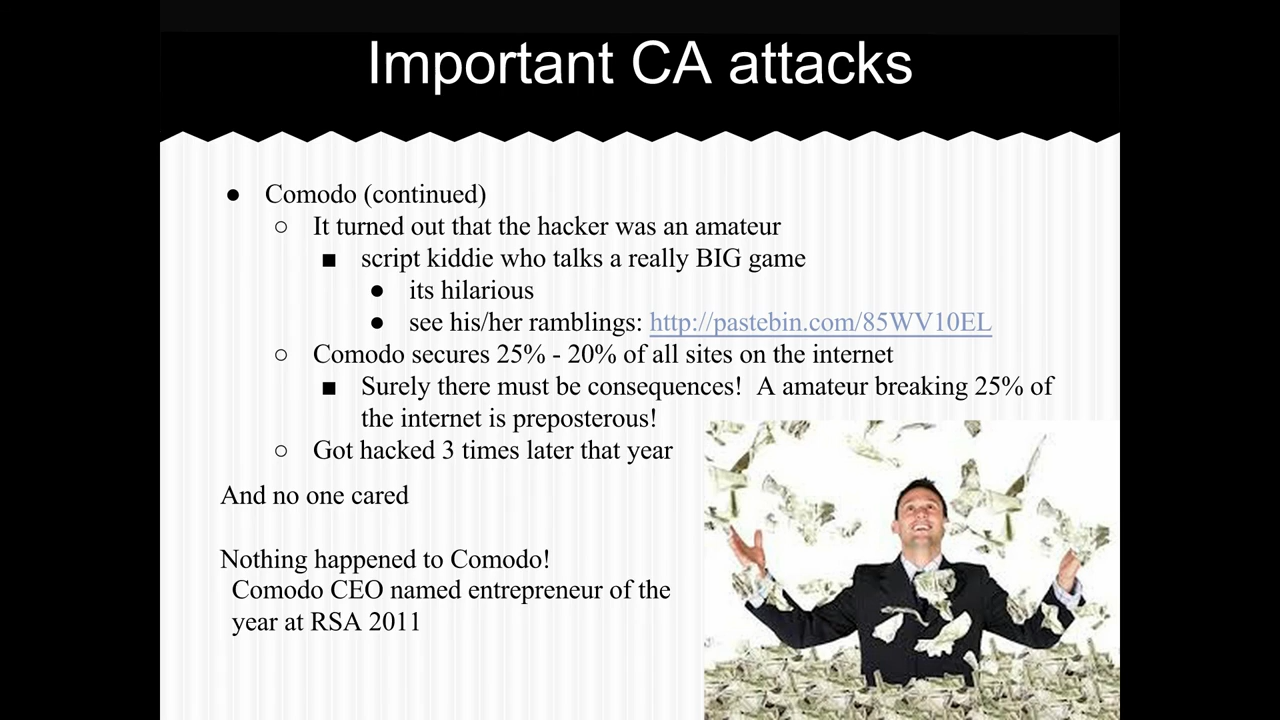 Important CA attacks
● Comodo (continued)
○ It turned out that the hacker was an amateur
■ script kiddie who talks a really BIG game
● its hilarious
● see his/her ramblings: http://pastebin.com/85WV10EL
○ Comodo secures 25% - 20% of all sites on the internet
■ Surely there must be consequences! A amateur breaking 25% of
the internet is preposterous!
○ Got hacked 3 times later that year
And no one cared
Nothing happened to Comodo!
Comodo CEO named entrepreneur of the
year at RSA 2011